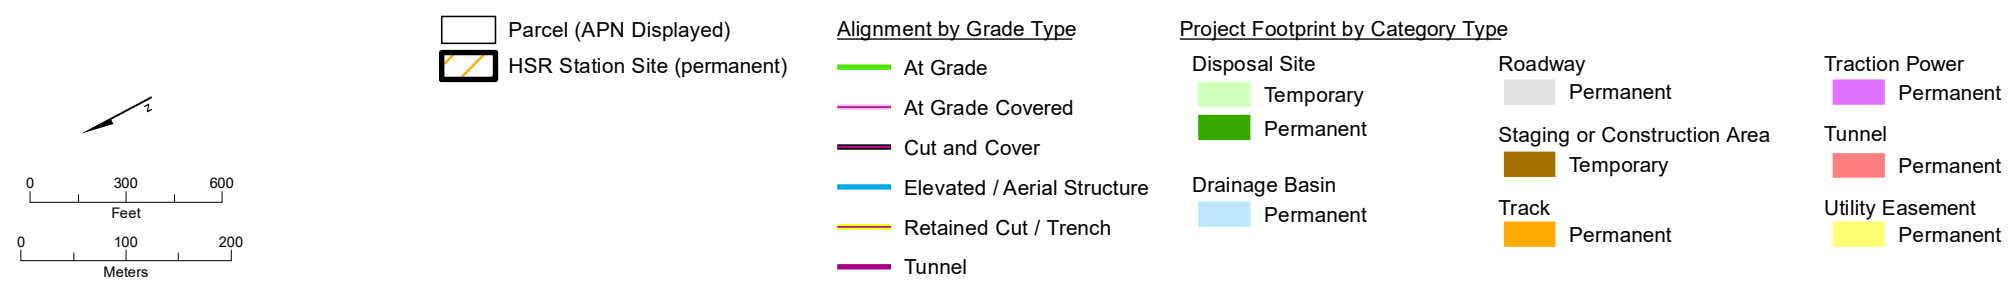 N
0 300 600
Feet
0 100 200
Meters
Parcel (APN Displayed)
HSR Station Site (permanent)
Alignment by Grade Type
At Grade
At Grade Covered
Cut and Cover
Elevated / Aerial Structure
Retained Cut / Trench
Tunnel
Project Footprint by Category Type
Disposal Site
Temporary
Permanent
Drainage Basin
Permanent
Roadway
Permanent
Staging or Construction Area
Temporary
Track
Permanent
Traction Power
Permanent
Tunnel
Permanent
Utility Easement
Permanent